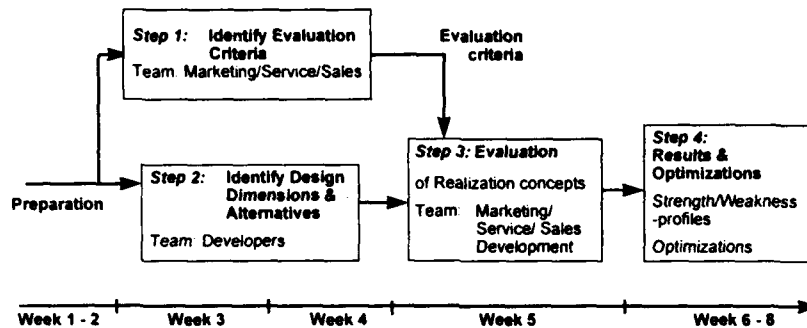 Step 1: Identify Evaluation
Criteria
Team: Marketing/Service/Sales
Evaluation
criteria
Preparation
Step 2: Identify Design
Dimensions &
Alternatives
Team: Developers
Step 3: Evaluation
of Realization concepts
Team: Marketing/
Service/ Sales
Development
Step 4:
Results &
Optimizations
Strength/Weakness
-profiles
Optimizations
Week 1 - 2
Week 3
Week 4
Week 5
Week 6 - 8